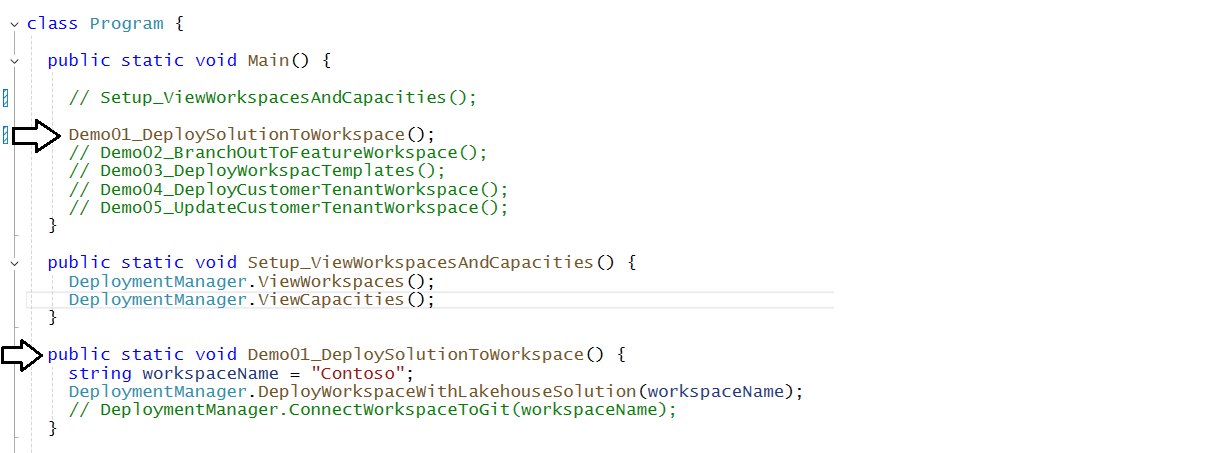 class Program {
public static void Main() {
// Setup_ViewWorkspacesAndCapacities();
Demo01_DeploySolutionToWorkspace();
// Demo02_BranchOutToFeatureWorkspace();
// Demo03_DeployWorkspacTemplates();
// Demo04_DeployCustomerTenantWorkspace();
// Demo05_UpdateCustomerTenantWorkspace();
}
public static void Setup_ViewWorkspacesAndCapacities() {
DeploymentManager.ViewWorkspaces();
DeploymentManager.ViewCapacities();
}
public static void Demo01_DeploySolutionToWorkspace() {
string workspaceName = "Contoso";
DeploymentManager.DeployWorkspaceWithLakehouseSolution(workspaceName);
// DeploymentManager.ConnectWorkspaceToGit(workspaceName);
}